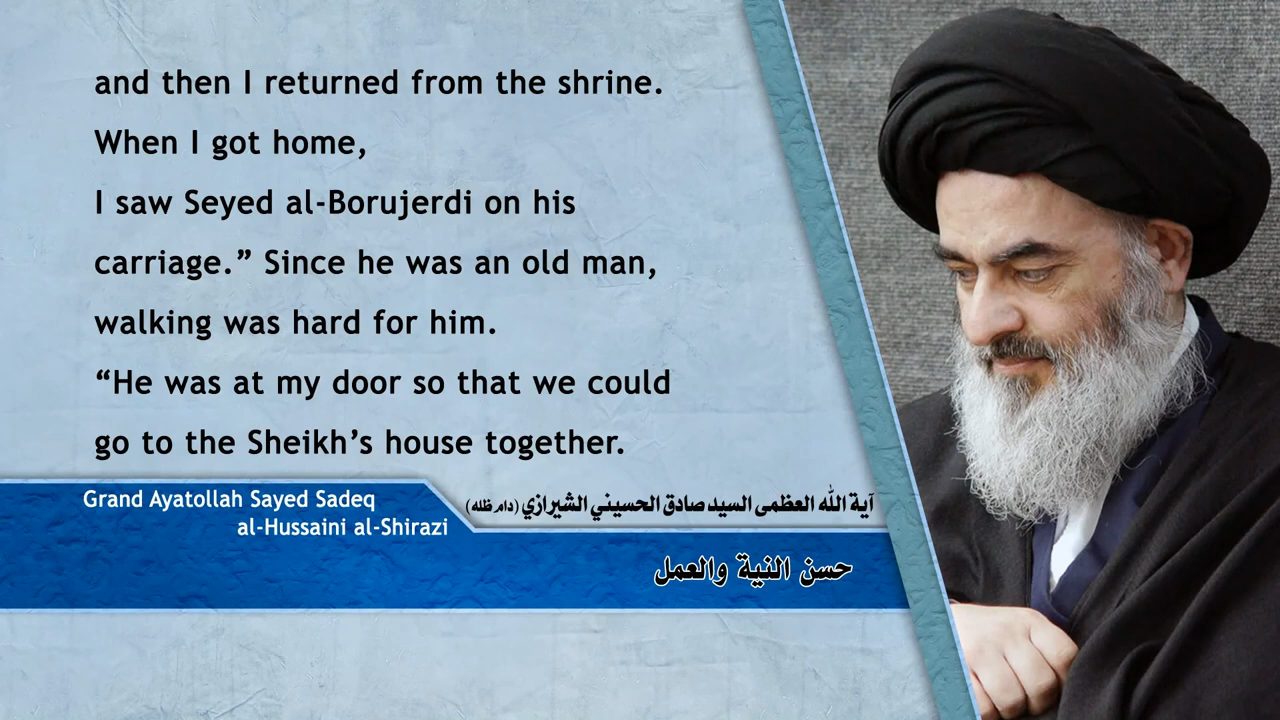 and then I returned from the shrine.
When I got home,
I saw Seyed al-Borujerdi on his
carriage.” Since he was an old man,
walking was hard for him.
“He was at my door so that we could
go to the Sheikh’s house together.
Grand Ayatollah Sayed Sadeq
al-Hussaini al-Shirazi
آية الله العظمى السيد صادق الحسيني الشيرازي (دام ظله)
حسن النية والعمل